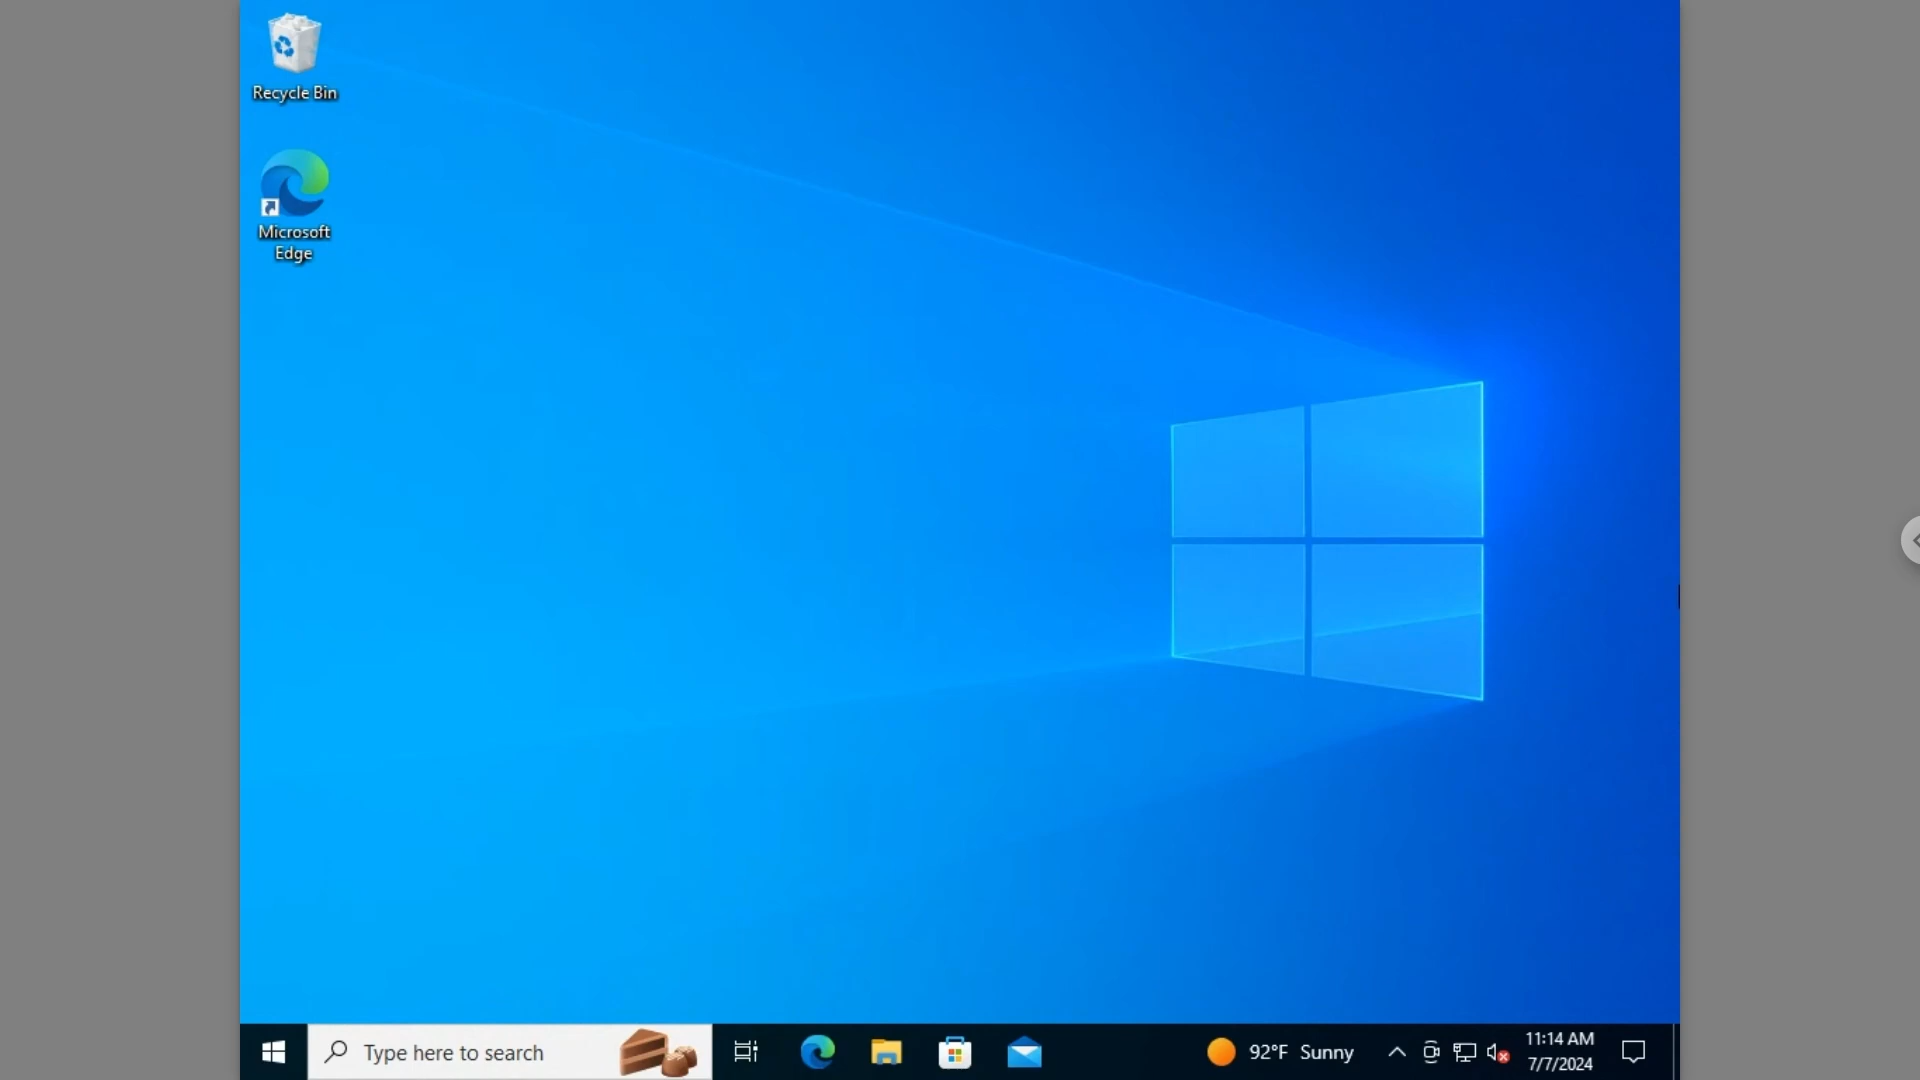 Recycle Bin
Microsoft
Edge
Type here to search
92°F Sunny
11:14 AM
7/7/2024